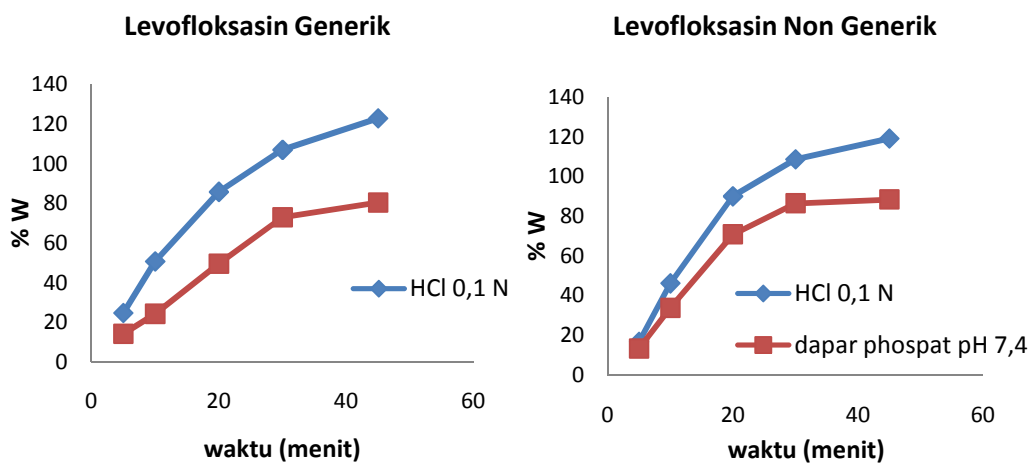 Levofloksasin Generik
140
120
100
80
60
40
20
0
% W
0
20
40
60
waktu (menit)
HCl 0,1 N
Levofloksasin Non Generik
140
120
100
80
60
40
20
0
% W
0
20
40
60
waktu (menit)
HCl 0,1 N
dapar phospat pH 7,4